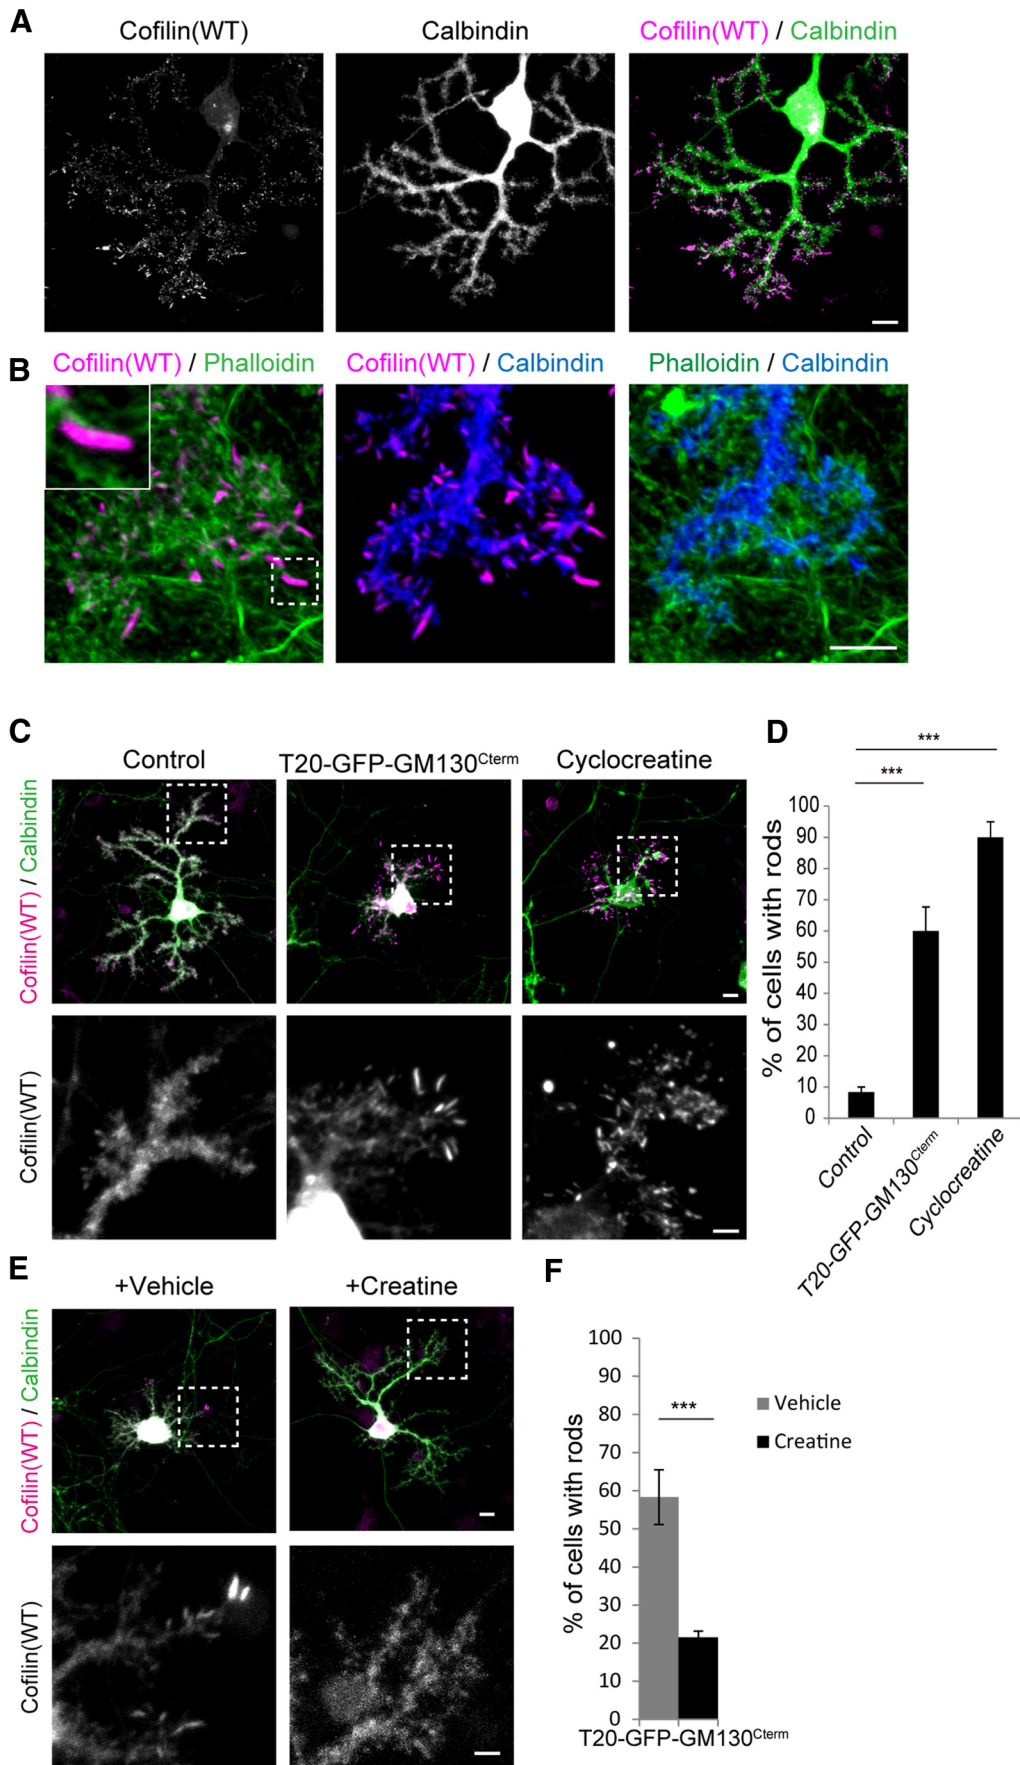 A
Cofilin(WT)
Calbindin
Cofilin(WT) / Calbindin
B
Cofilin(WT) / Phalloidin
Cofilin(WT) / Calbindin
Phalloidin / Calbindin
C
Control
T20-GFP-GM130Cterm
Cyclocreatine
Cofilin(WT) / Calbindin
Cofilin(WT)
D
***
***
% of cells with rods
100
90
80
70
60
50
40
30
20
10
0
Control
T20-GFP-GM130Cterm
Cyclocreatine
E
+Vehicle
+Creatine
Cofilin(WT) / Calbindin
Cofilin(WT)
F
% of cells with rods
100
90
80
70
60
50
40
30
20
10
0
***
Vehicle
Creatine
T20-GFP-GM130Cterm